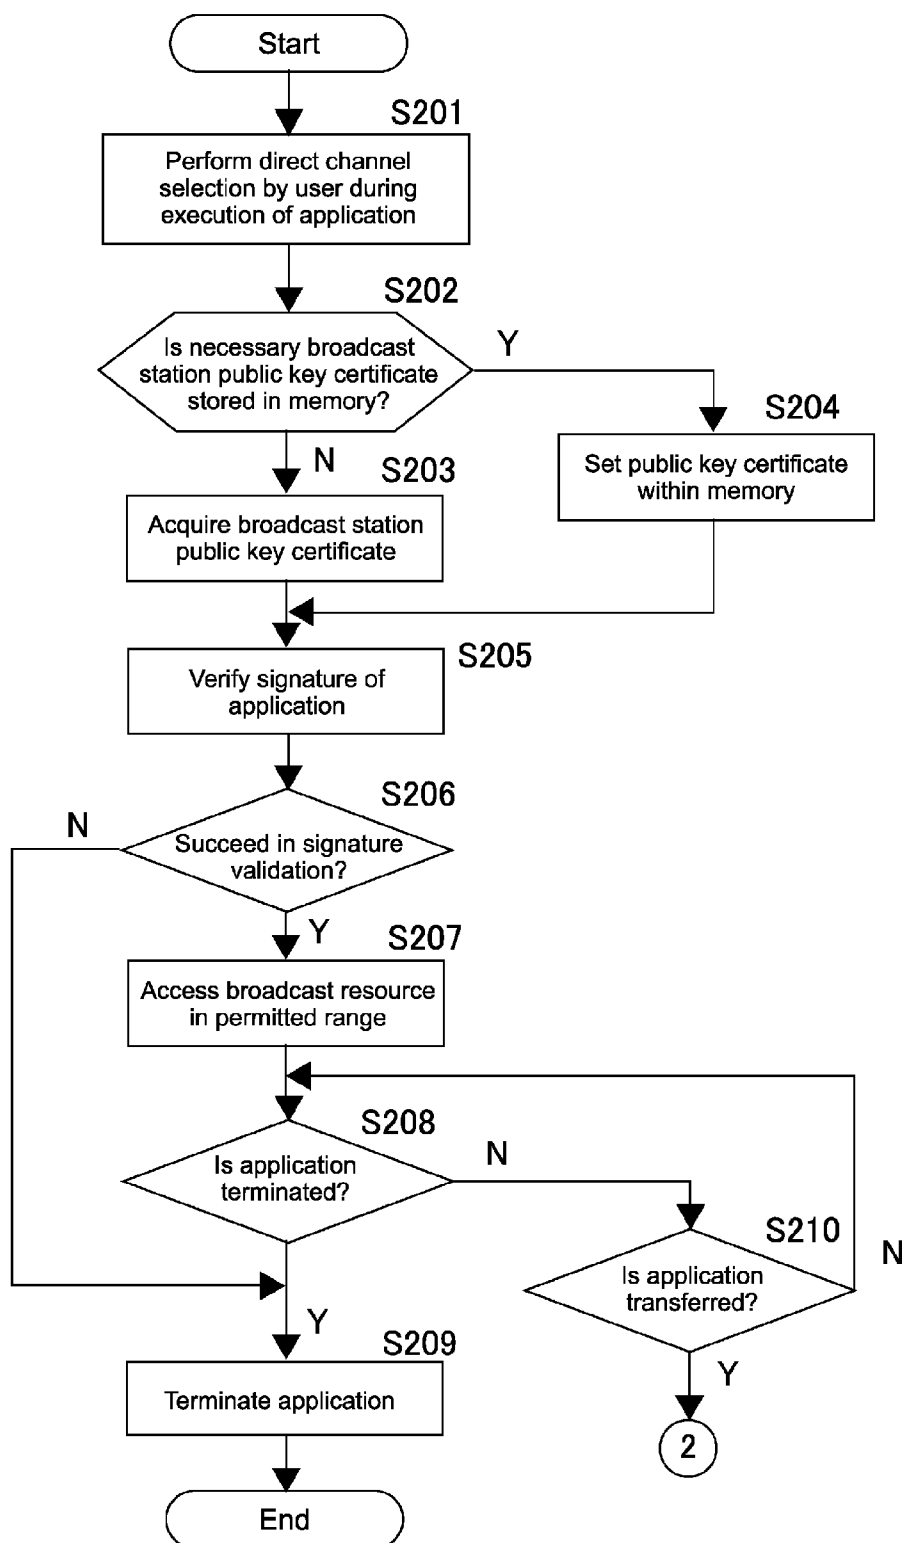 Start
S201
Perform direct channel
selection by user during
execution of application
S202
Is necessary broadcast
station public key certificate
stored in memory?
Y
N
S204
Set public key certificate
within memory
S203
Acquire broadcast station
public key certificate
S205
Verify signature of
application
S206
Succeed in signature
validation?
N
Y
S207
Access broadcast resource
in permitted range
S208
Is application
terminated?
N
Y
S210
Is application
transferred?
N
Y
2
S209
Terminate application
End